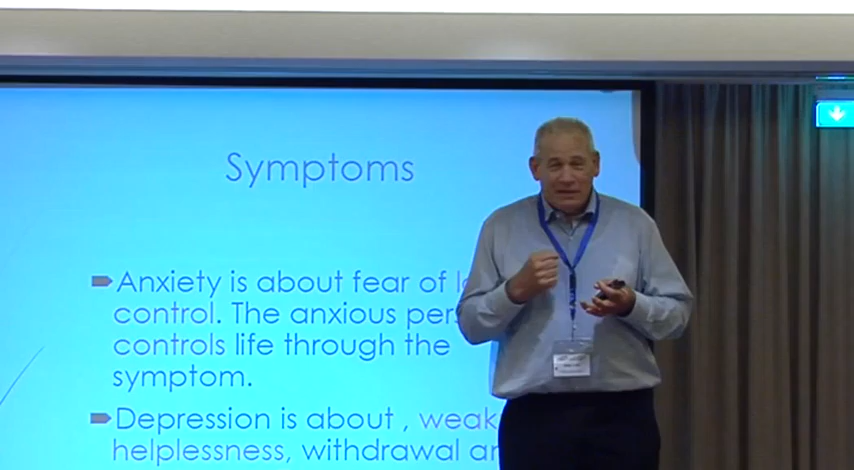 Symptoms
Anxiety is about fear of
control. The anxious
controls life through the
symptom.
Depression is about , weak
helplessness, withdrawal